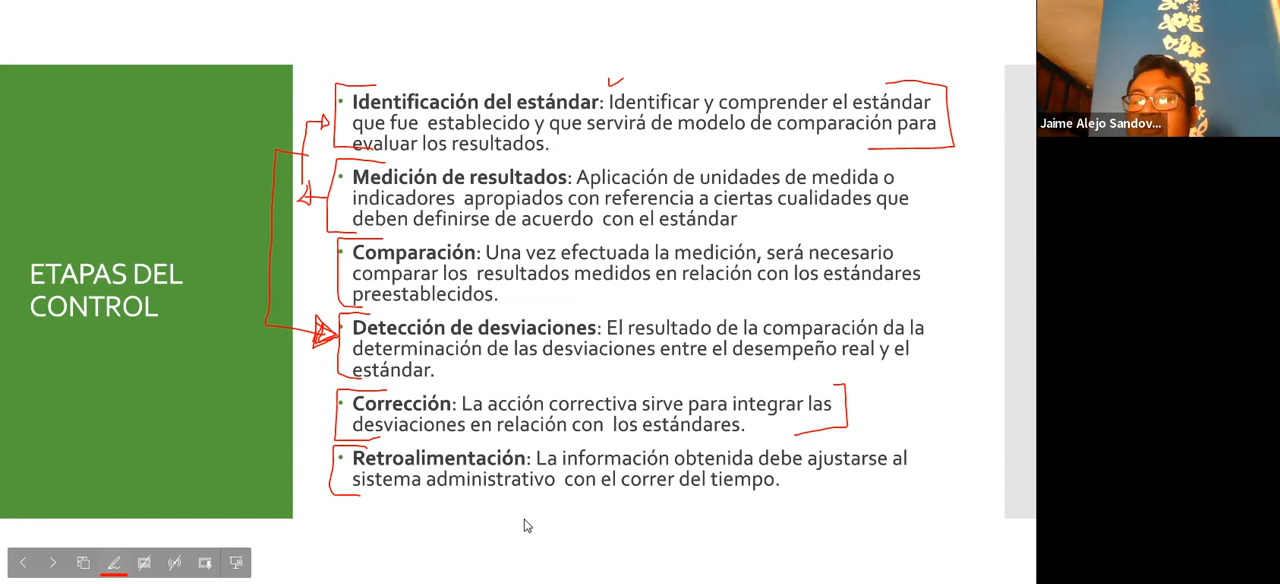 ETAPAS DEL
CONTROL
• Identificación del estándar: Identificar y comprender el estándar
que fue establecido y que servirá de modelo de comparación para
evaluar los resultados.
• Medición de resultados: Aplicación de unidades de medida o
indicadores apropiados con referencia a ciertas cualidades que
deben definirse de acuerdo con el estándar
• Comparación: Una vez efectuada la medición, será necesario
comparar los resultados medidos en relación con los estándares
preestablecidos.
• Detección de desviaciones: El resultado de la comparación da la
determinación de las desviaciones entre el desempeño real y el
estándar.
• Corrección: La acción correctiva sirve para integrar las
desviaciones en relación con los estándares.
• Retroalimentación: La información obtenida debe ajustarse al
sistema administrativo con el correr del tiempo.
Jaime Alejo Sandov...